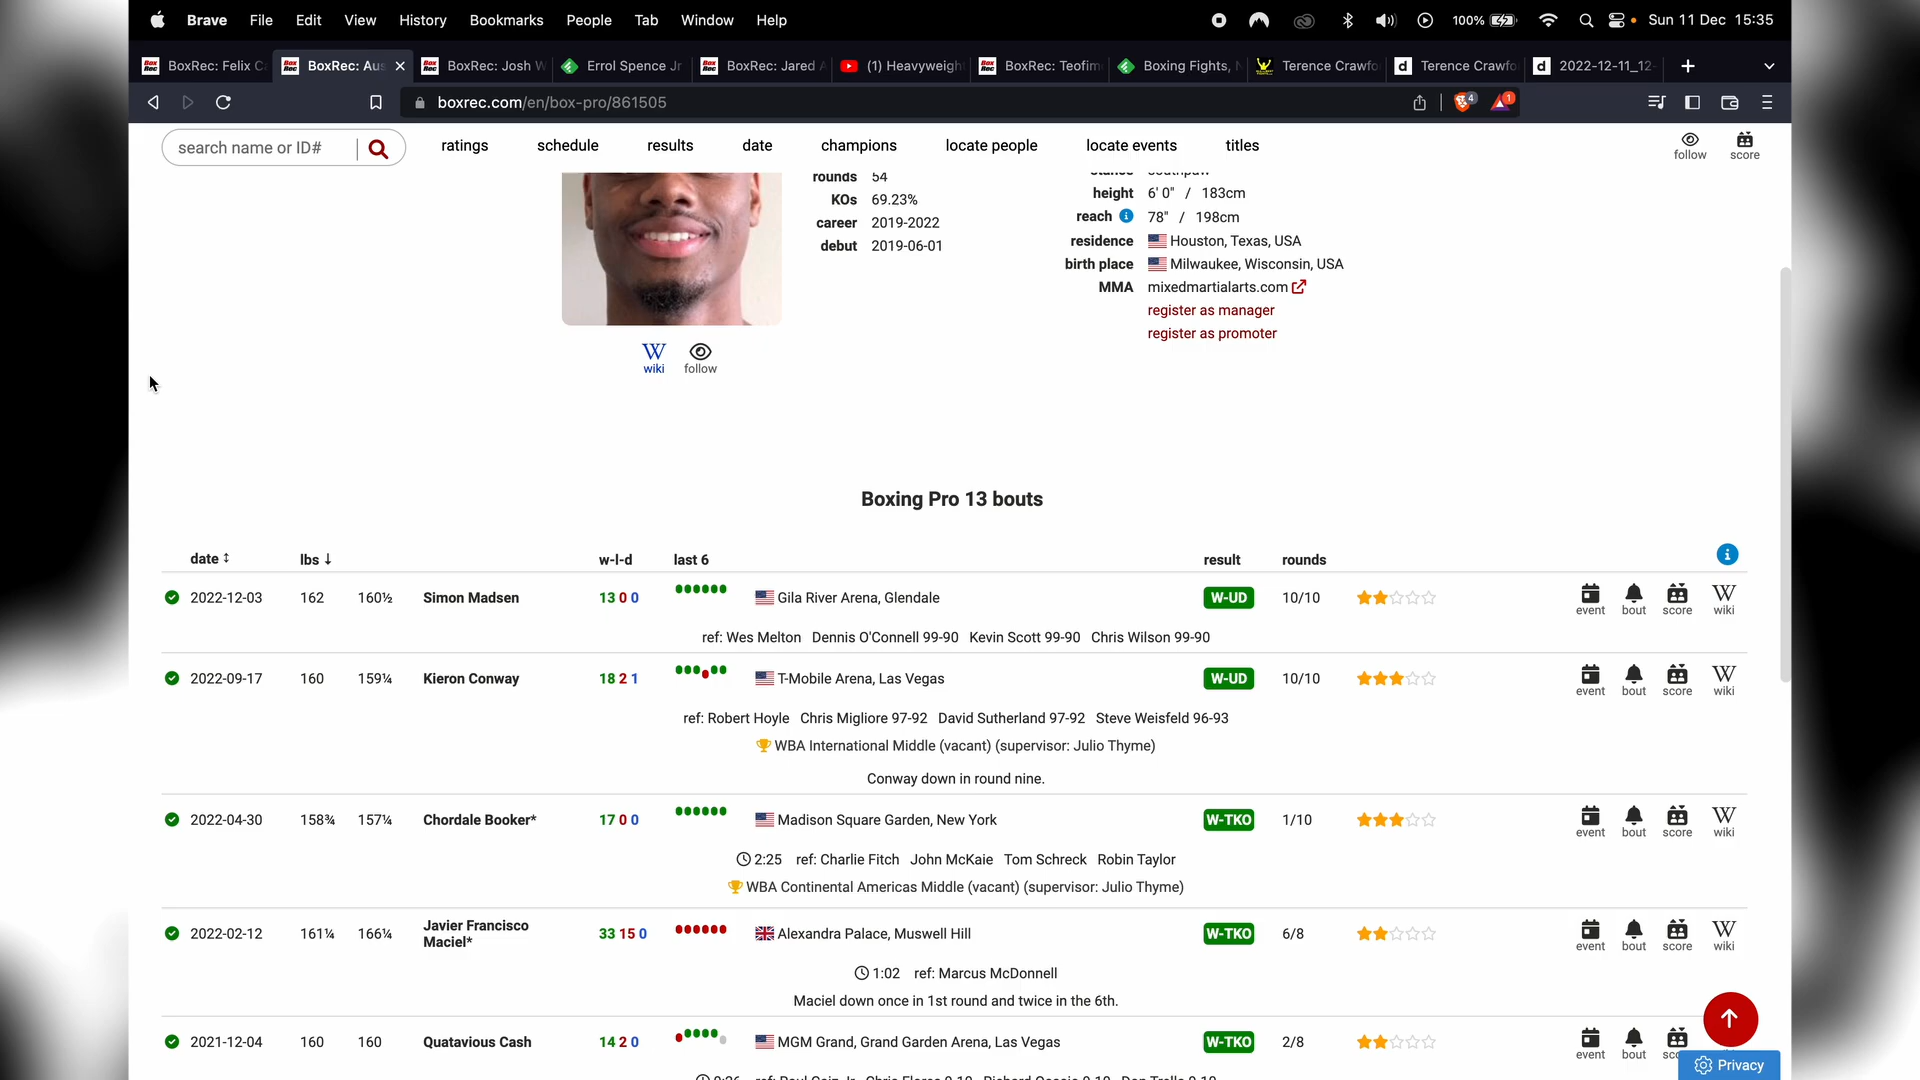 Brave File Edit View History Bookmarks People Tab Window Help 100% Sun 11 Dec 15:35
BoxRec: Felix C BoxRec: Aus BoxRec: Josh W Errol Spence Jr BoxRec: Jared (1) Heavyweigh BoxRec: Teofim Boxing Fights, Terence Crawfo Terence Crawfo 2022-12-11_12-
boxrec.com/en/box-pro/861505 4 1
search name or ID# ratings schedule results date champions locate people locate events titles follow score
rounds 54
KOs 69.23%
career 2019-2022
debut 2019-06-01
stance southpaw
height 6' 0" / 183cm
reach 78" / 198cm
residence Houston, Texas, USA
birth place Milwaukee, Wisconsin, USA
MMA mixedmartialarts.com
register as manager
register as promoter
W
wiki follow
Boxing Pro 13 bouts
date lbs w-l-d last 6 result rounds
2022-12-03 162 160½ Simon Madsen 13 0 0 Gila River Arena, Glendale W-UD 10/10 event bout score wiki
ref: Wes Melton Dennis O'Connell 99-90 Kevin Scott 99-90 Chris Wilson 99-90
2022-09-17 160 159¼ Kieron Conway 18 2 1 T-Mobile Arena, Las Vegas W-UD 10/10 event bout score wiki
ref: Robert Hoyle Chris Migliore 97-92 David Sutherland 97-92 Steve Weisfeld 96-93
WBA International Middle (vacant) (supervisor: Julio Thyme)
Conway down in round nine.
2022-04-30 158¾ 157¼ Chordale Booker* 17 0 0 Madison Square Garden, New York W-TKO 1/10 event bout score wiki
2:25 ref: Charlie Fitch John McKaie Tom Schreck Robin Taylor
WBA Continental Americas Middle (vacant) (supervisor: Julio Thyme)
2022-02-12 161¼ 166¼ Javier Francisco Maciel* 33 15 0 Alexandra Palace, Muswell Hill W-TKO 6/8 event bout score wiki
1:02 ref: Marcus McDonnell
Maciel down once in 1st round and twice in the 6th.
2021-12-04 160 160 Quatavious Cash 14 2 0 MGM Grand, Grand Garden Arena, Las Vegas W-TKO 2/8 event bout wiki
Privacy